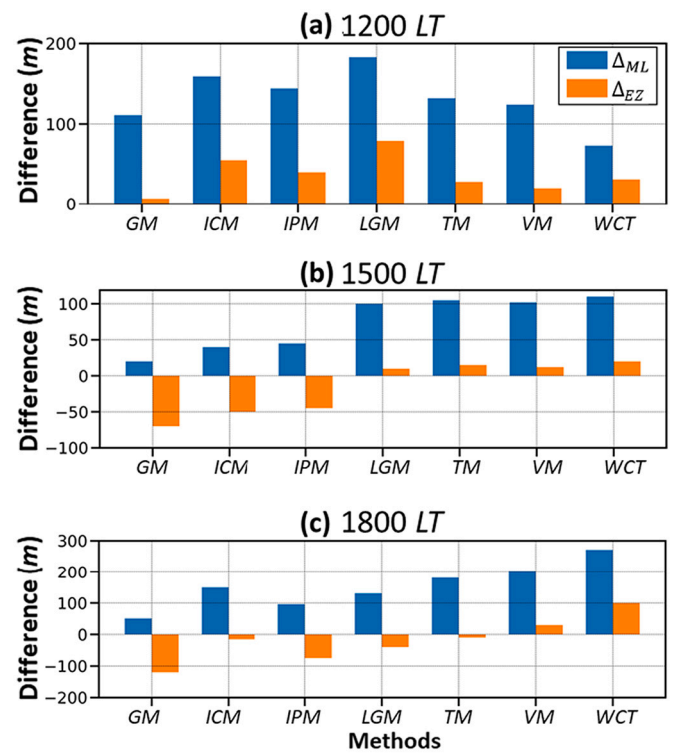 (a) 1200 LT
Difference (m)
200
100
0
Δ_ML
Δ_EZ
GM ICM IPM LGM TM VM WCT
(b) 1500 LT
Difference (m)
100
50
0
−50
−100
GM ICM IPM LGM TM VM WCT
(c) 1800 LT
Difference (m)
300
200
100
0
−100
−200
GM ICM IPM LGM TM VM WCT
Methods